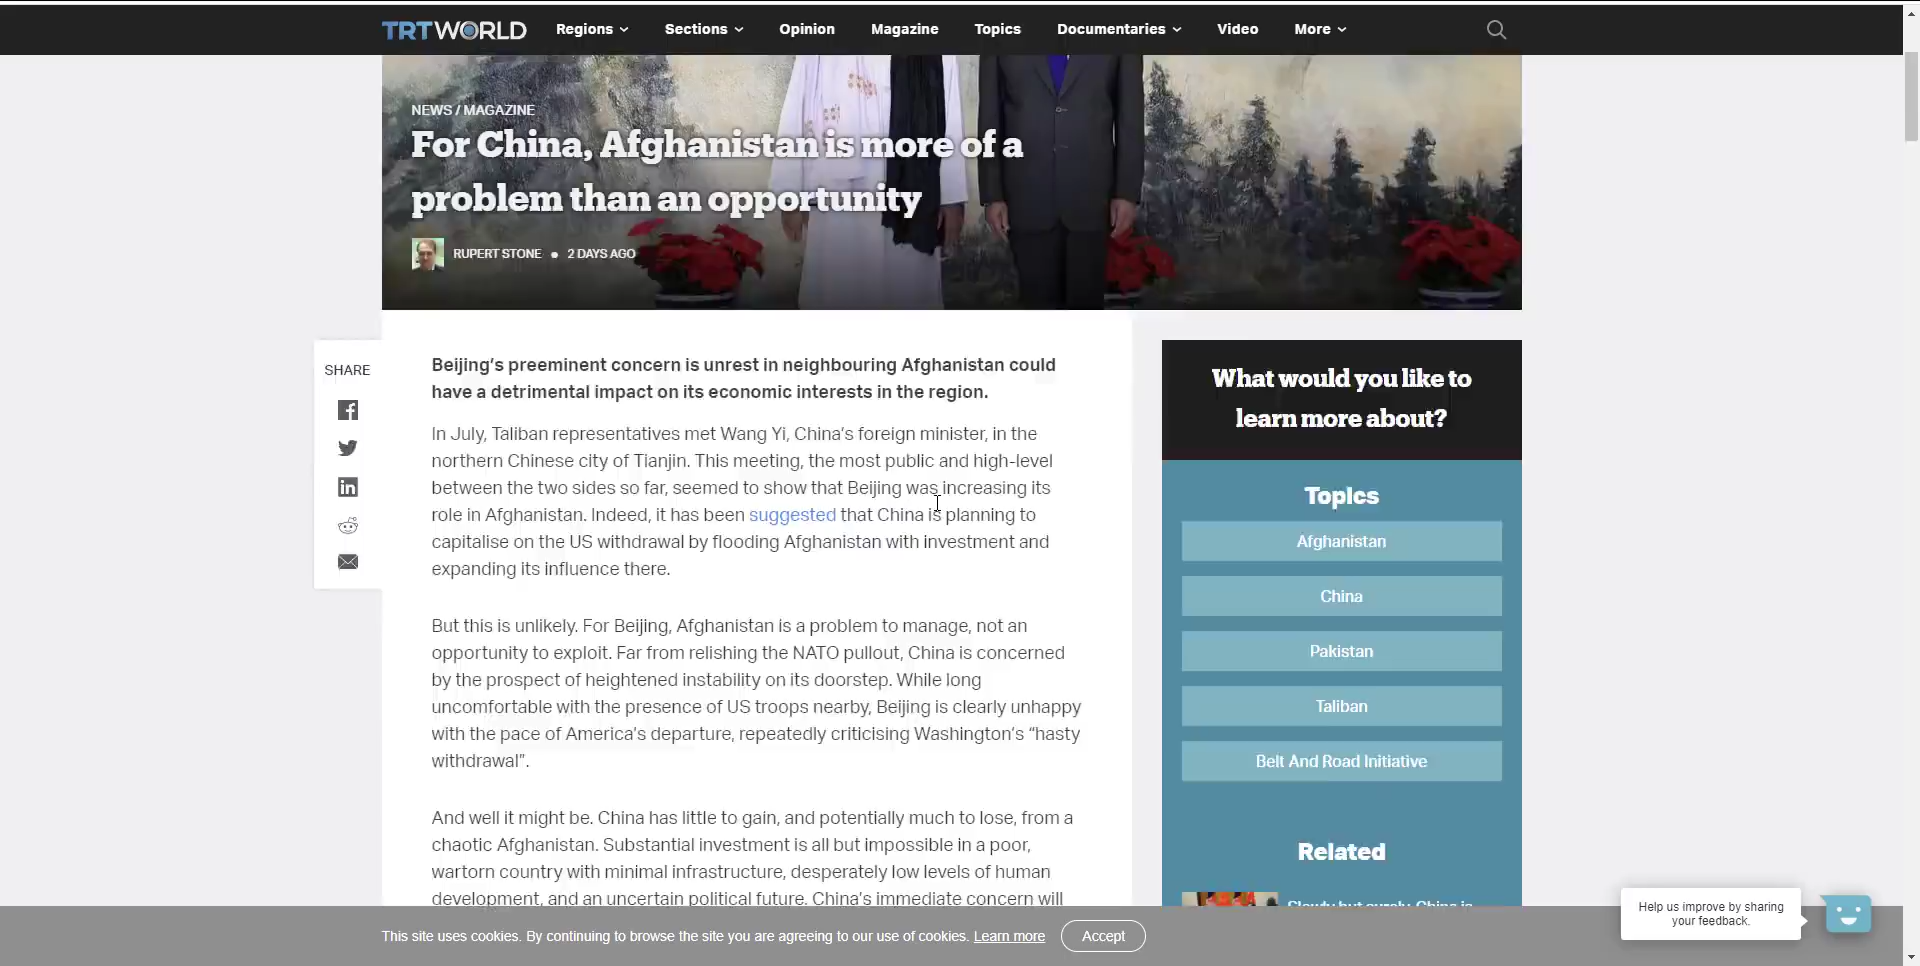 TRTWORLD
Regions
Sections
Opinion
Magazine
Topics
Documentaries
Video
More
NEWS / MAGAZINE
For China, Afghanistan is more of a
problem than an opportunity
RUPERT STONE • 2 DAYS AGO
SHARE
Beijing’s preeminent concern is unrest in neighbouring Afghanistan could
have a detrimental impact on its economic interests in the region.
In July, Taliban representatives met Wang Yi, China’s foreign minister, in the
northern Chinese city of Tianjin. This meeting, the most public and high-level
between the two sides so far, seemed to show that Beijing was increasing its
role in Afghanistan. Indeed, it has been suggested that China is planning to
capitalise on the US withdrawal by flooding Afghanistan with investment and
expanding its influence there.
But this is unlikely. For Beijing, Afghanistan is a problem to manage, not an
opportunity to exploit. Far from relishing the NATO pullout, China is concerned
by the prospect of heightened instability on its doorstep. While long
uncomfortable with the presence of US troops nearby, Beijing is clearly unhappy
with the pace of America’s departure, repeatedly criticising Washington’s “hasty
withdrawal”.
And well it might be. China has little to gain, and potentially much to lose, from a
chaotic Afghanistan. Substantial investment is all but impossible in a poor,
wartorn country with minimal infrastructure, desperately low levels of human
development, and an uncertain political future. China’s immediate concern will
What would you like to
learn more about?
Topics
Afghanistan
China
Pakistan
Taliban
Belt And Road Initiative
Related
Slowly but surely, China is
This site uses cookies. By continuing to browse the site you are agreeing to our use of cookies. Learn more
Accept
Help us improve by sharing
your feedback.